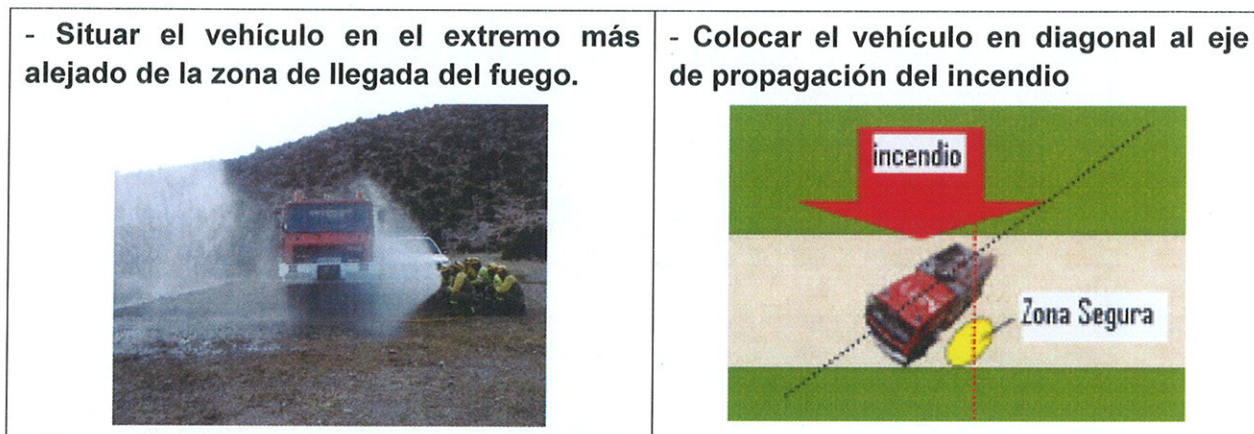 - Situar el vehículo en el extremo más
alejado de la zona de llegada del fuego.
- Colocar el vehículo en diagonal al eje
de propagación del incendio
incendio
Zona Segura